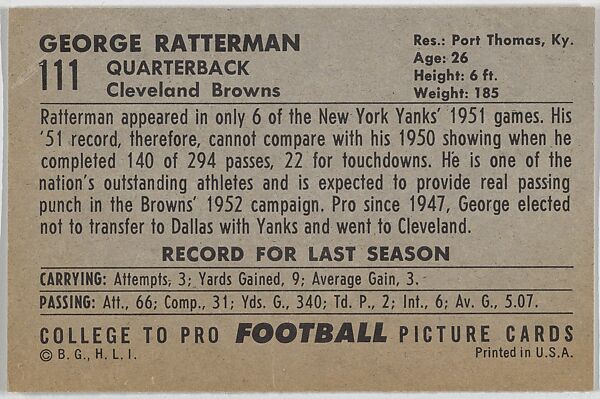 GEORGE RATTERMAN
111 QUARTERBACK
Cleveland Browns
Res.: Port Thomas, Ky.
Age: 26
Height: 6 ft.
Weight: 185
Ratterman appeared in only 6 of the New York Yanks' 1951 games. His
'51 record, therefore, cannot compare with his 1950 showing when he
completed 140 of 294 passes, 22 for touchdowns. He is one of the
nation's outstanding athletes and is expected to provide real passing
punch in the Browns' 1952 campaign. Pro since 1947, George elected
not to transfer to Dallas with Yanks and went to Cleveland.
RECORD FOR LAST SEASON
CARRYING: Attempts, 3; Yards Gained, 9; Average Gain, 3.
PASSING: Att., 66; Comp., 31; Yds. G., 340; Td. P., 2; Int., 6; Av. G., 5.07.
COLLEGE TO PRO FOOTBALL PICTURE CARDS
© B. G., H. L. I.
Printed in U.S.A.